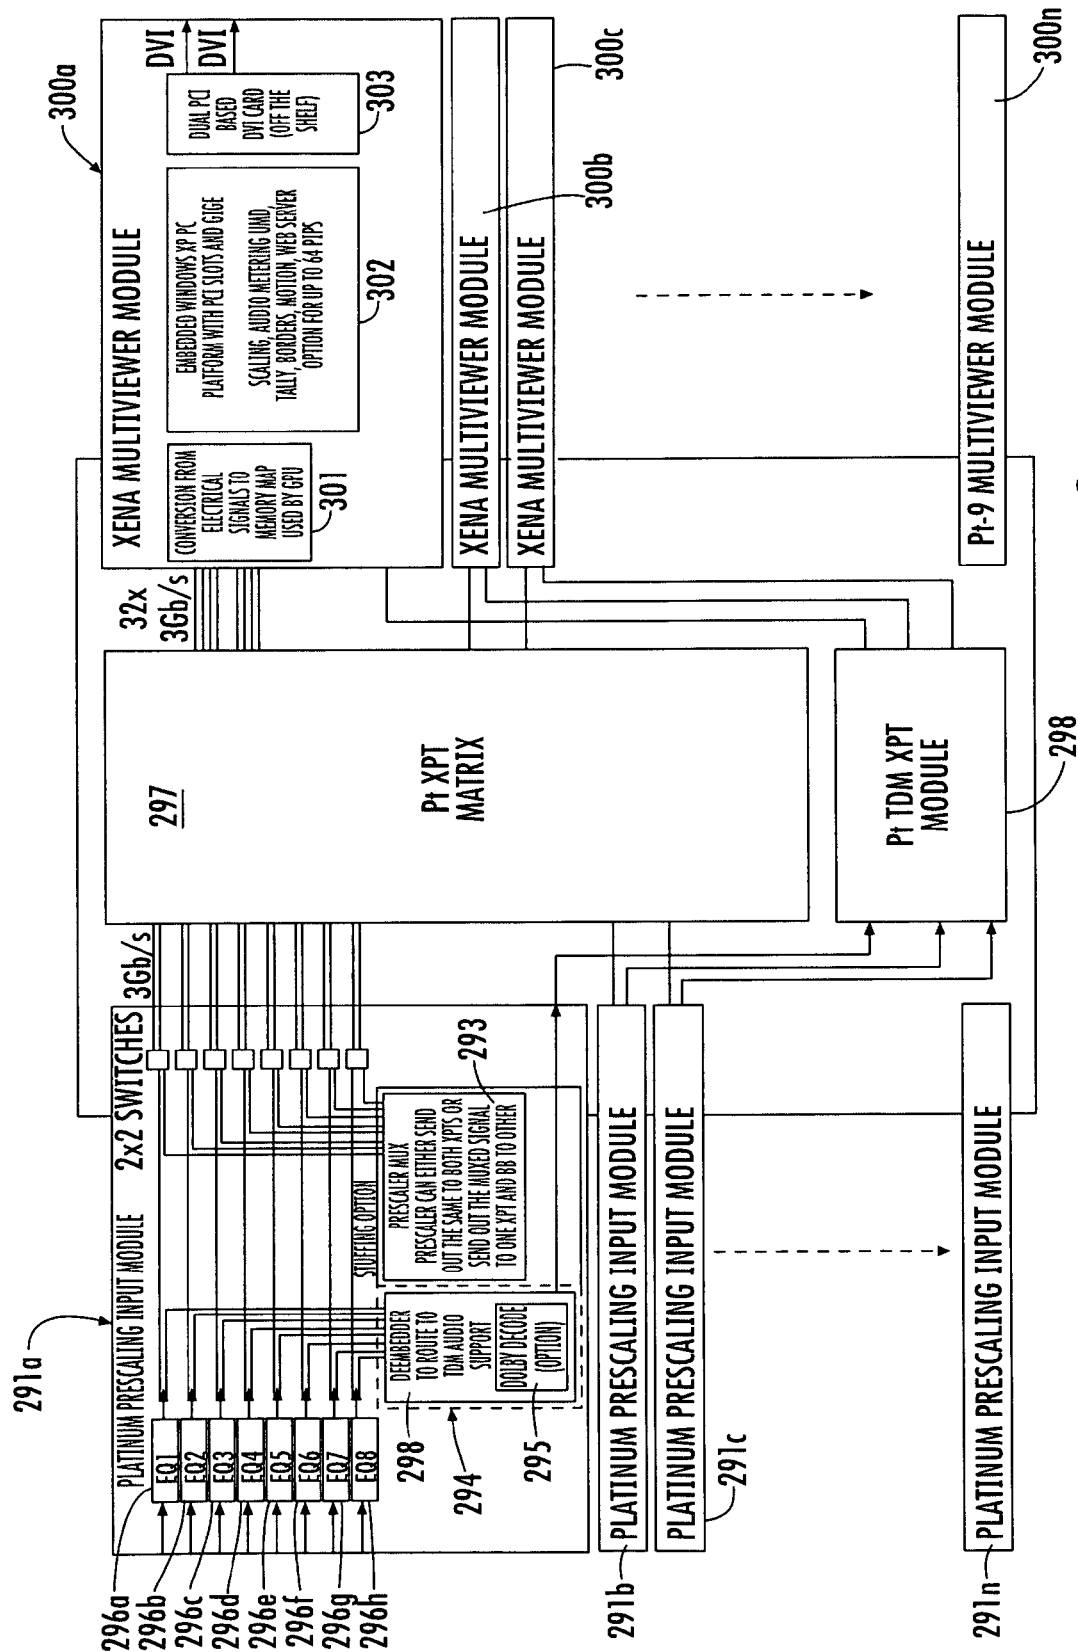 291a
PLATINUM PRESCALING INPUT MODULE
2x2 SWITCHES
3Gb/s
296a
296b
296c
296d
296e
296f
296g
296h
EQ1
EQ2
EQ3
EQ4
EQ5
EQ6
EQ7
EQ8
298
294
295
DEEMBEDDER
TO ROUTE TO
TDM AUDIO
SUPPORT
DOLBY DECODE
(OPTION)
STUFFING OPTION
PRESCALER MUX
PRESCALER CAN EITHER SEND
OUT THE SAME TO BOTH XPTS OR
SEND OUT THE MUXED SIGNAL
TO ONE XPT AND BB TO OTHER
293
291b
PLATINUM PRESCALING INPUT MODULE
PLATINUM PRESCALING INPUT MODULE
291c
291n
PLATINUM PRESCALING INPUT MODULE
297
Pt XPT
MATRIX
Pt TDM XPT
MODULE
298
32x
3Gb/s
300a
XENA MULTIVIEWER MODULE
CONVERSION FROM
ELECTRICAL
SIGNALS TO
MEMORY MAP
USED BY GPU
301
EMBEDDED WINDOWS XP PC
PLATFORM WITH PCI SLOTS AND GIGE
SCALING, AUDIO METERING UMD,
TALLY, BORDERS, MOTION, WEB SERVER
OPTION FOR UP TO 64 PIPS
302
DUAL PCI
BASED
DVI CARD
(OFF THE
SHELF)
303
DVI
DVI
XENA MULTIVIEWER MODULE
300b
XENA MULTIVIEWER MODULE
300c
Pt-9 MULTIVIEWER MODULE
300n